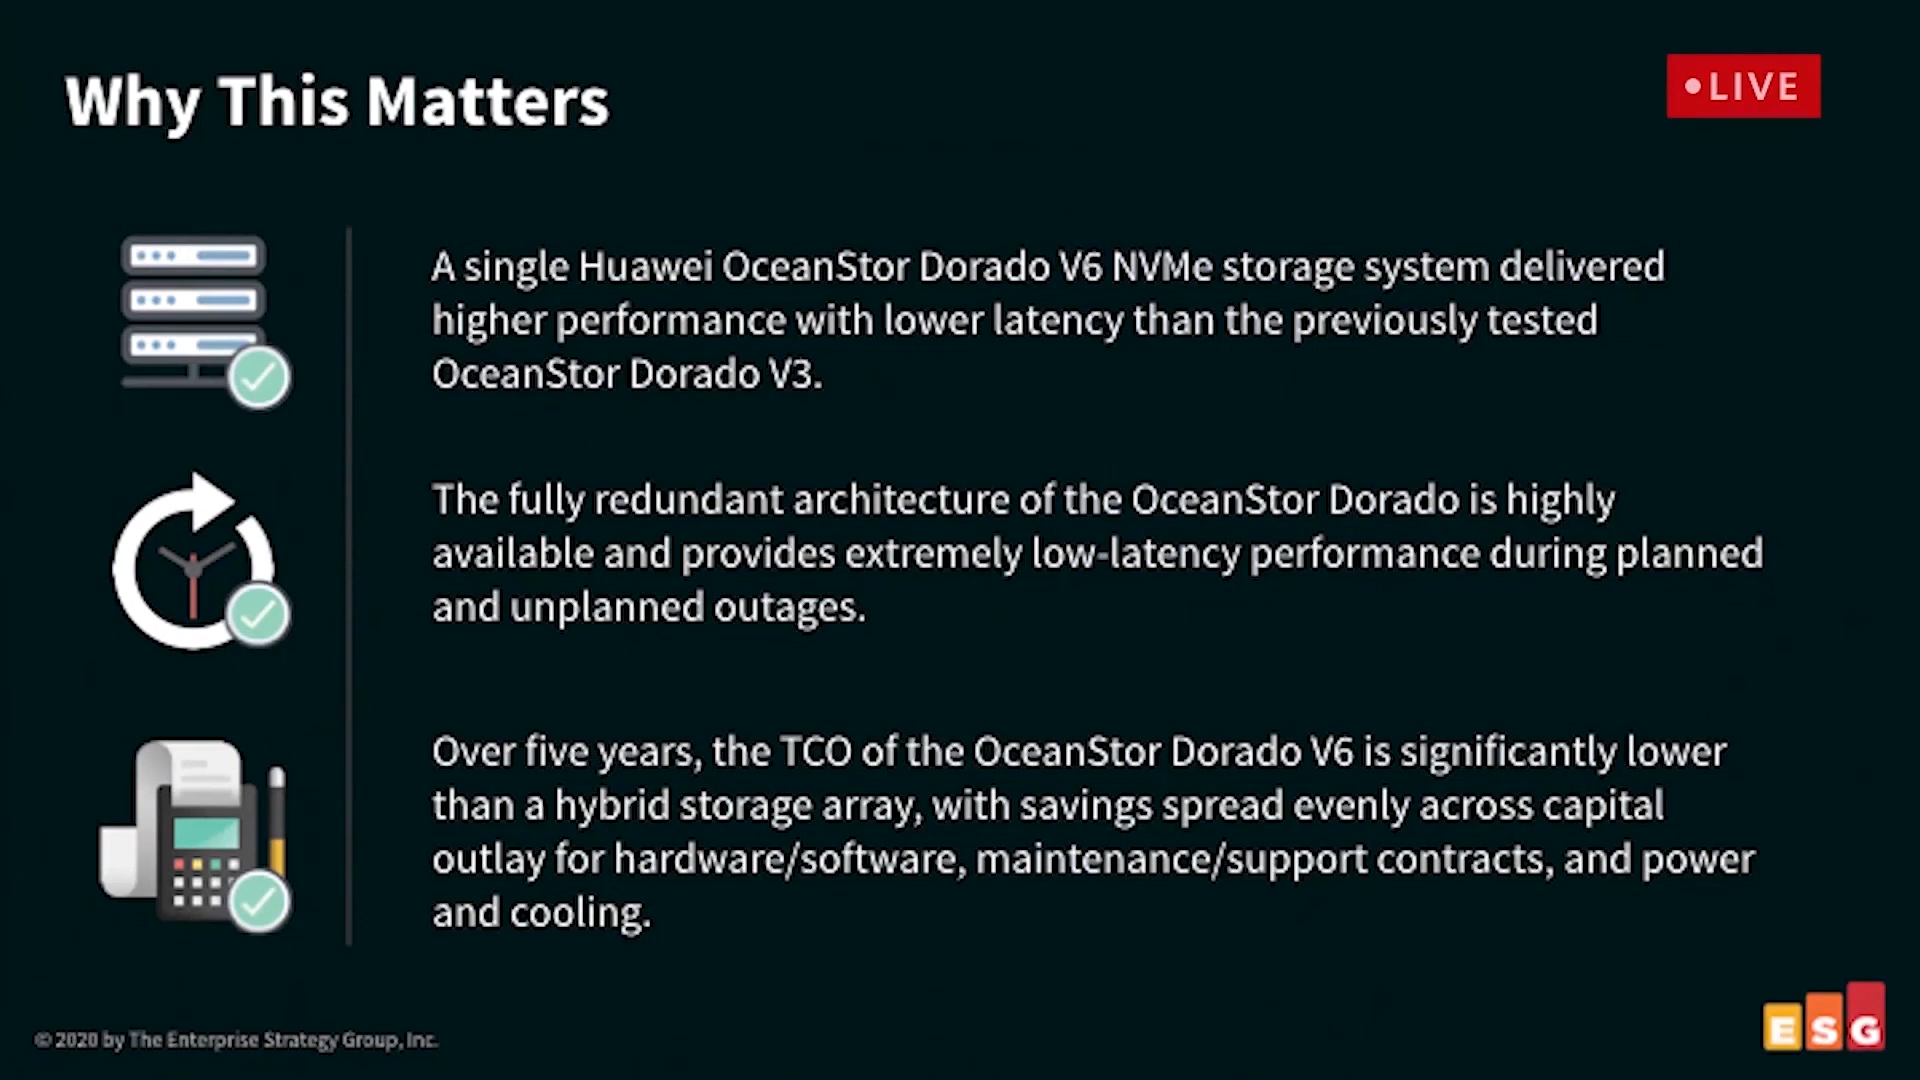 Why This Matters
•LIVE
A single Huawei OceanStor Dorado V6 NVMe storage system delivered
higher performance with lower latency than the previously tested
OceanStor Dorado V3.
The fully redundant architecture of the OceanStor Dorado is highly
available and provides extremely low-latency performance during planned
and unplanned outages.
Over five years, the TCO of the OceanStor Dorado V6 is significantly lower
than a hybrid storage array, with savings spread evenly across capital
outlay for hardware/software, maintenance/support contracts, and power
and cooling.
© 2020 by The Enterprise Strategy Group, Inc.
ESG